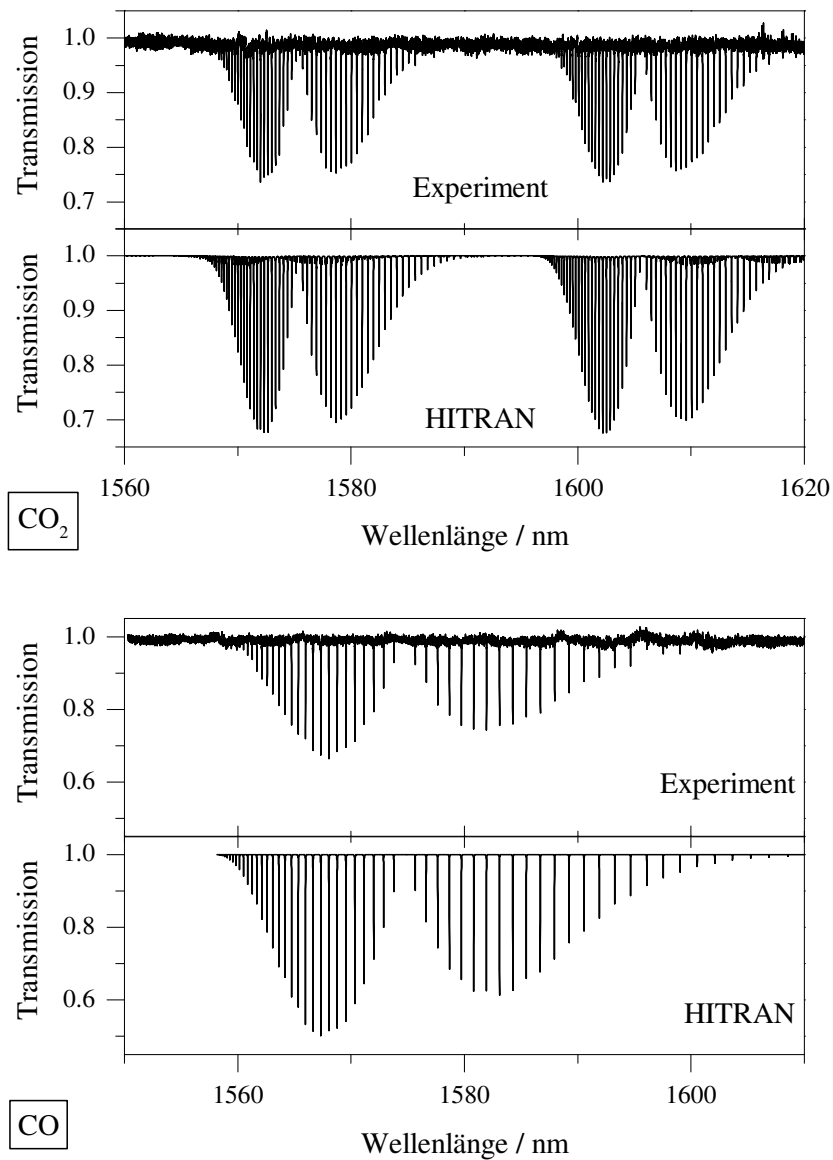 1.0
0.9
0.8
0.7
Transmission
Experiment
1.0
0.9
0.8
0.7
Transmission
HITRAN
1560 1580 1600 1620
CO₂
Wellenlänge / nm
1.0
0.8
0.6
Transmission
Experiment
1.0
0.8
0.6
Transmission
HITRAN
1560 1580 1600
CO
Wellenlänge / nm